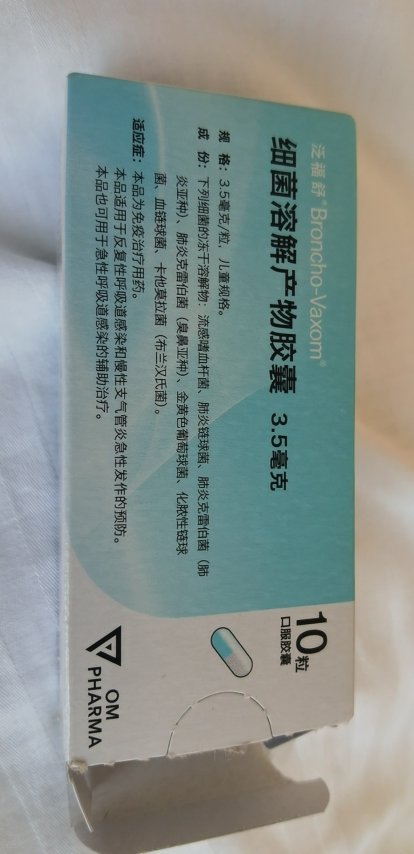 泛福舒®Broncho-Vaxom®
细菌溶解产物胶囊 3.5毫克
规 格：3.5毫克/粒，儿童规格。
成 份：下列细菌的冻干溶解物：流感嗜血杆菌、肺炎链球菌、肺炎克雷伯菌（肺
炎亚种）、肺炎克雷伯菌（臭鼻亚种）、金黄色葡萄球菌、化脓性链球
菌、血链球菌、卡他莫拉菌（布兰汉氏菌）。
适应症：本品为免疫治疗用药。
本品适用于反复性呼吸道感染和慢性支气管炎急性发作的预防。
本品也可用于急性呼吸道感染的辅助治疗。
10粒
口服胶囊
OM
PHARMA